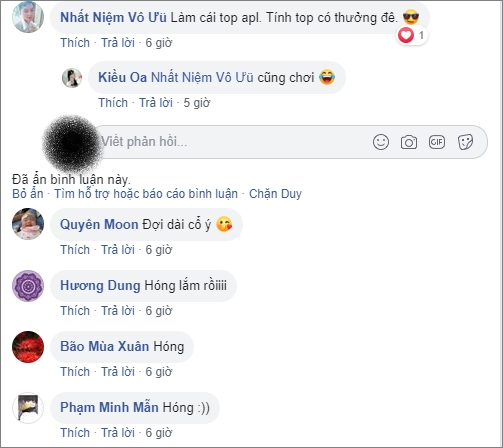 Nhất Niệm Vô Ưu Làm cái top apl. Tính top có thưởng đê. 😎
1
Thích · Trả lời · 6 giờ
Kiều Oa Nhất Niệm Vô Ưu cũng chơi 😂
Thích · Trả lời · 5 giờ
Viết phản hồi...
GIF
Đã ẩn bình luận này.
Bỏ ẩn · Tìm hỗ trợ hoặc báo cáo bình luận · Chặn Duy
Quyên Moon Đợi dài cổ ý 😘
Thích · Trả lời · 6 giờ
Hương Dung Hóng lắm rồiiii
Thích · Trả lời · 6 giờ
Bão Mùa Xuân Hóng
Thích · Trả lời · 6 giờ
Phạm Minh Mẫn Hóng :))
Thích · Trả lời · 6 giờ